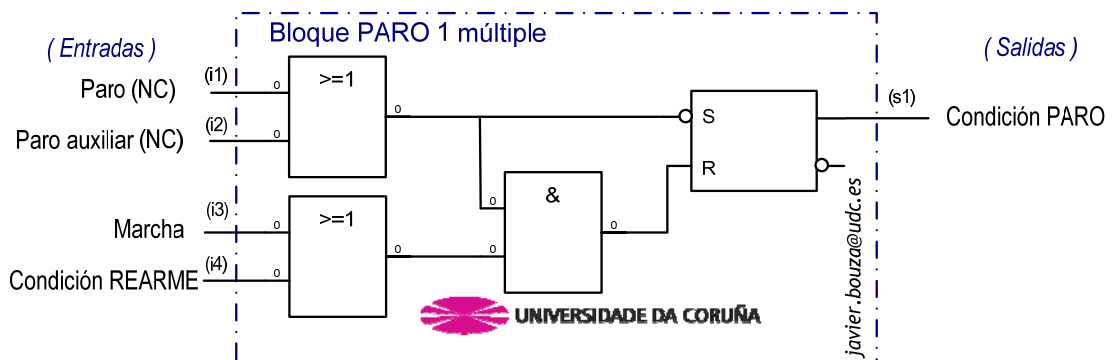 Bloque PARO 1 múltiple
( Entradas )
( Salidas )
Paro (NC)
(i1)
0
>=1
0
(s1)
Condición PARO
Paro auxiliar (NC)
(i2)
0
S
R
&
0
0
0
Marcha
(i3)
0
>=1
0
Condición REARME
(i4)
0
UNIVERSIDADE DA CORUÑA
javier.bouza@udc.es